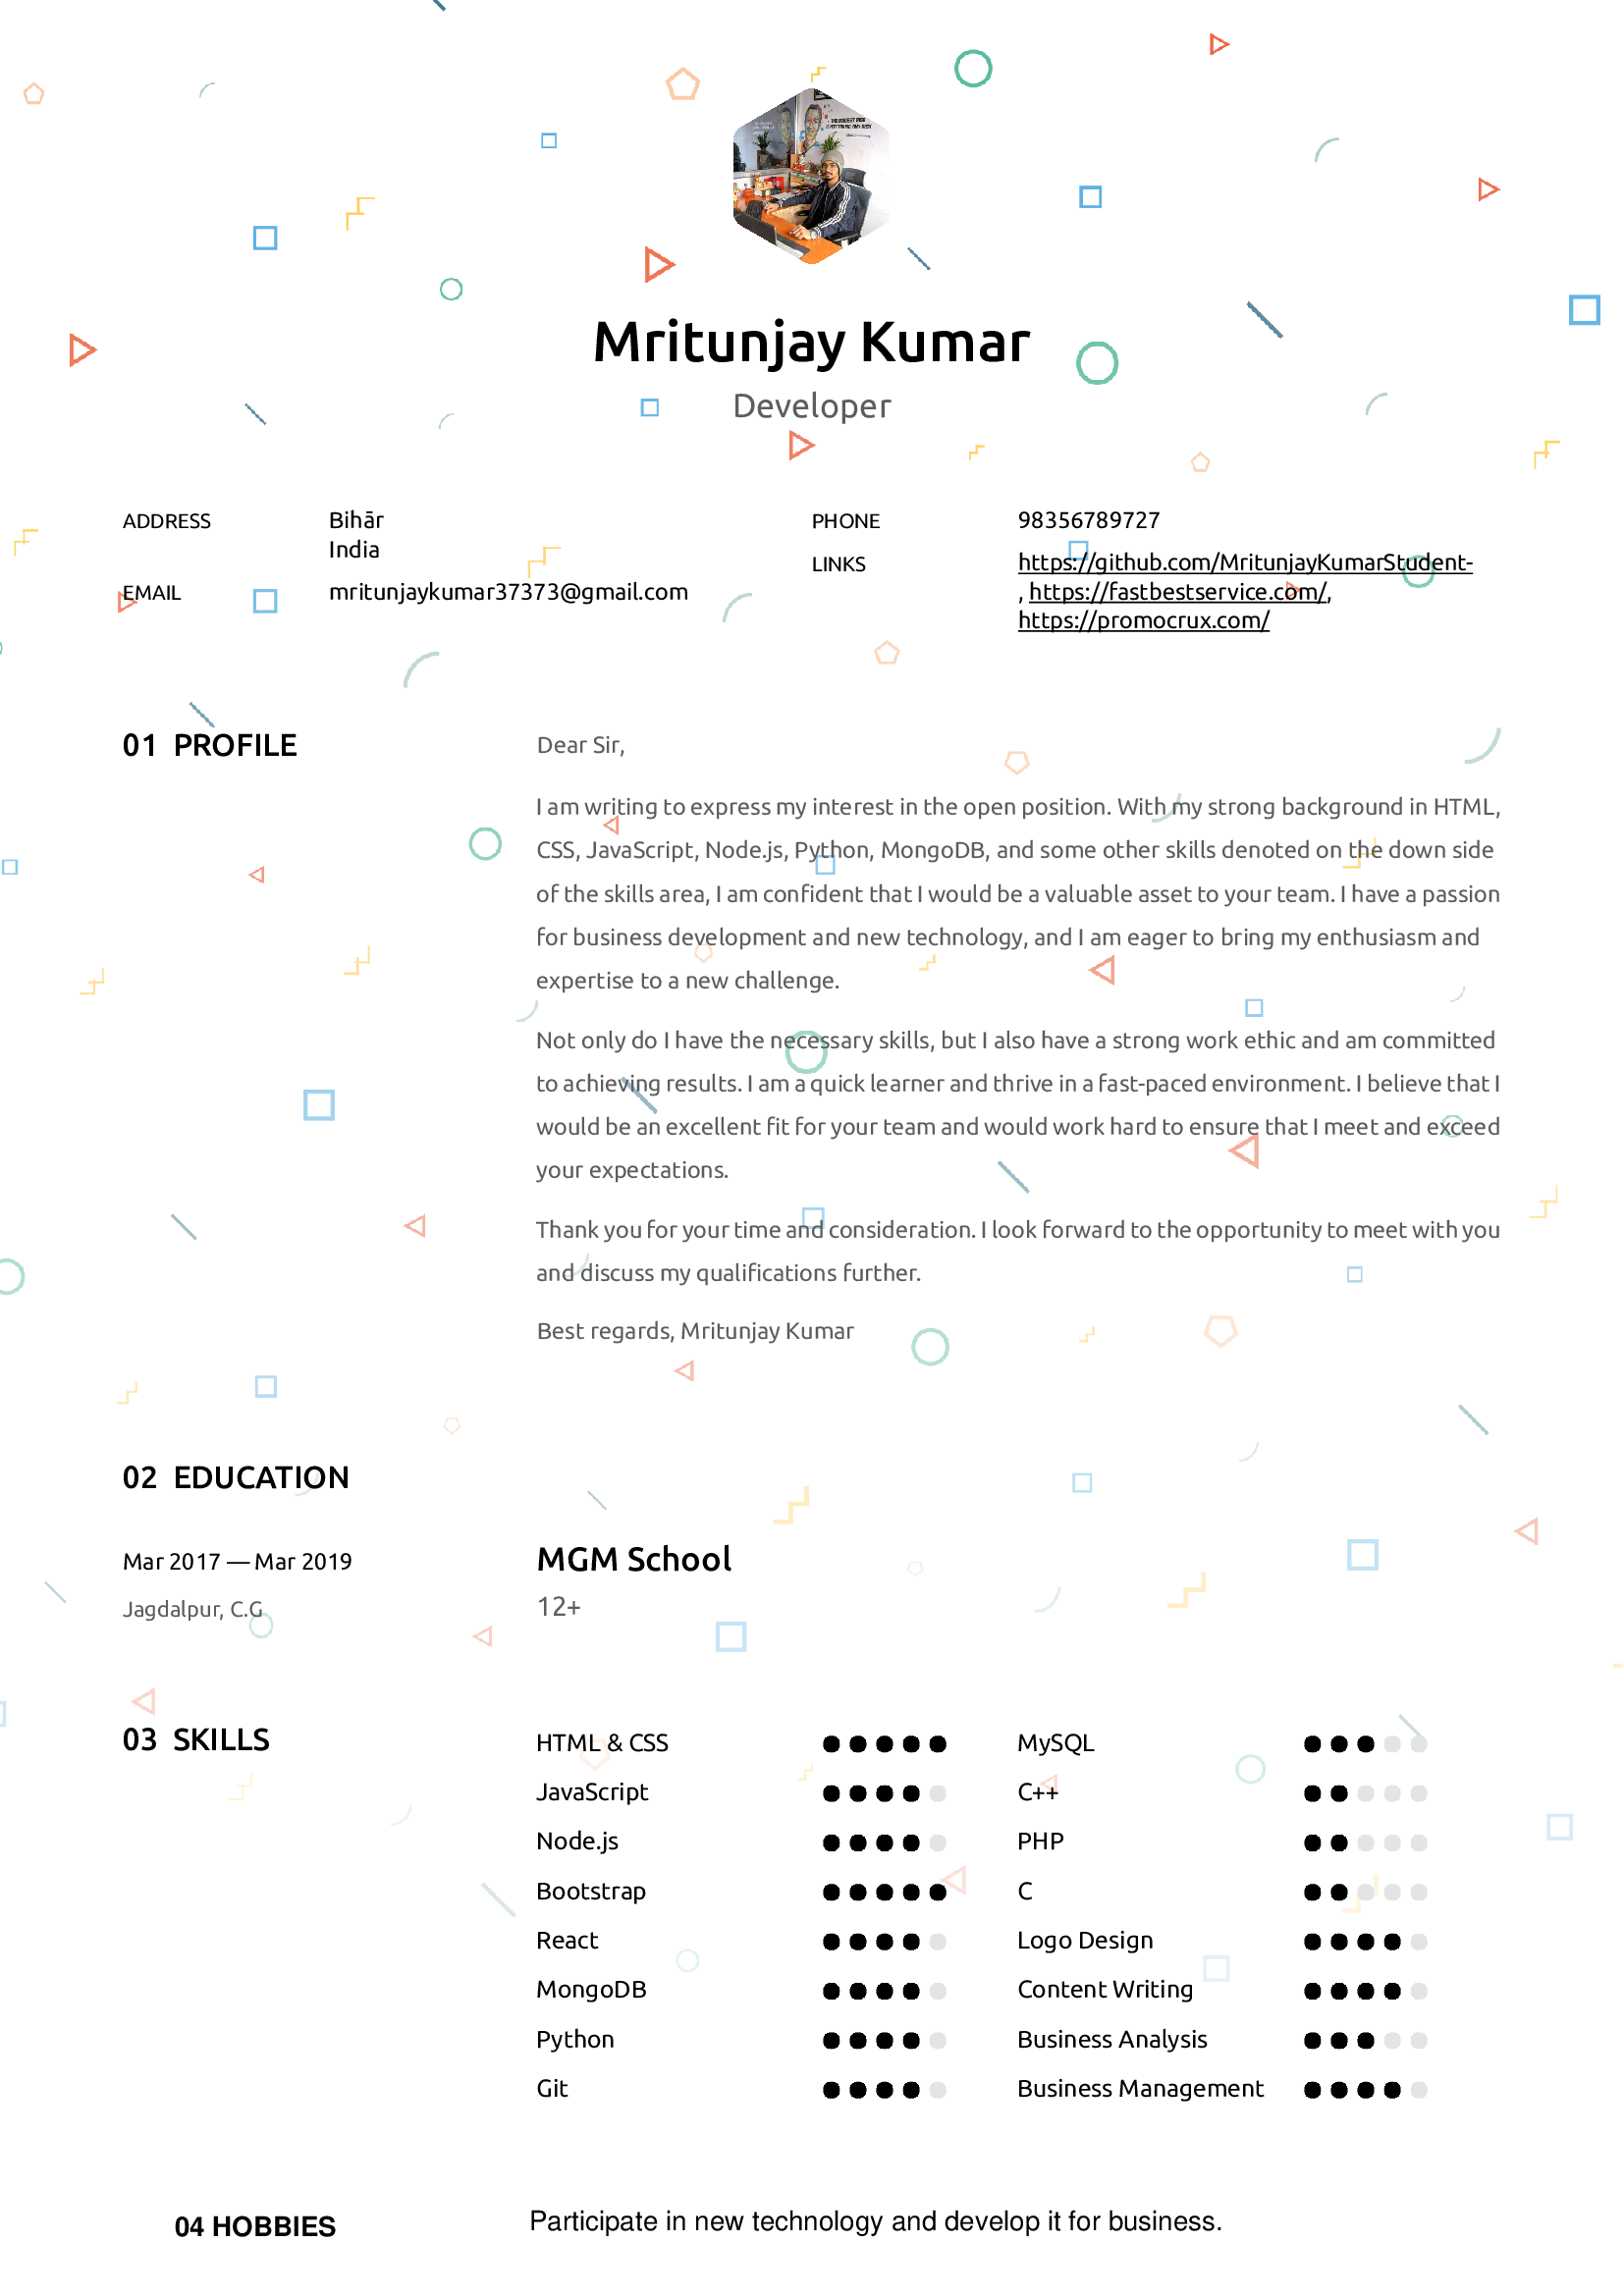 Mritunjay Kumar
Developer
ADDRESS
Bihār
India
EMAIL
mritunjaykumar37373@gmail.com
PHONE
98356789727
LINKS
https://github.com/MritunjayKumarStudent-
, https://fastbestservice.com/,
https://promocrux.com/
01 PROFILE
Dear Sir,
I am writing to express my interest in the open position. With my strong background in HTML,
CSS, JavaScript, Node.js, Python, MongoDB, and some other skills denoted on the down side
of the skills area, I am confident that I would be a valuable asset to your team. I have a passion
for business development and new technology, and I am eager to bring my enthusiasm and
expertise to a new challenge.
Not only do I have the necessary skills, but I also have a strong work ethic and am committed
to achieving results. I am a quick learner and thrive in a fast-paced environment. I believe that I
would be an excellent fit for your team and would work hard to ensure that I meet and exceed
your expectations.
Thank you for your time and consideration. I look forward to the opportunity to meet with you
and discuss my qualifications further.
Best regards, Mritunjay Kumar
02 EDUCATION
Mar 2017 — Mar 2019
Jagdalpur, C.G
MGM School
12+
03 SKILLS
HTML & CSS
JavaScript
Node.js
Bootstrap
React
MongoDB
Python
Git
MySQL
C++
PHP
C
Logo Design
Content Writing
Business Analysis
Business Management
04 HOBBIES
Participate in new technology and develop it for business.